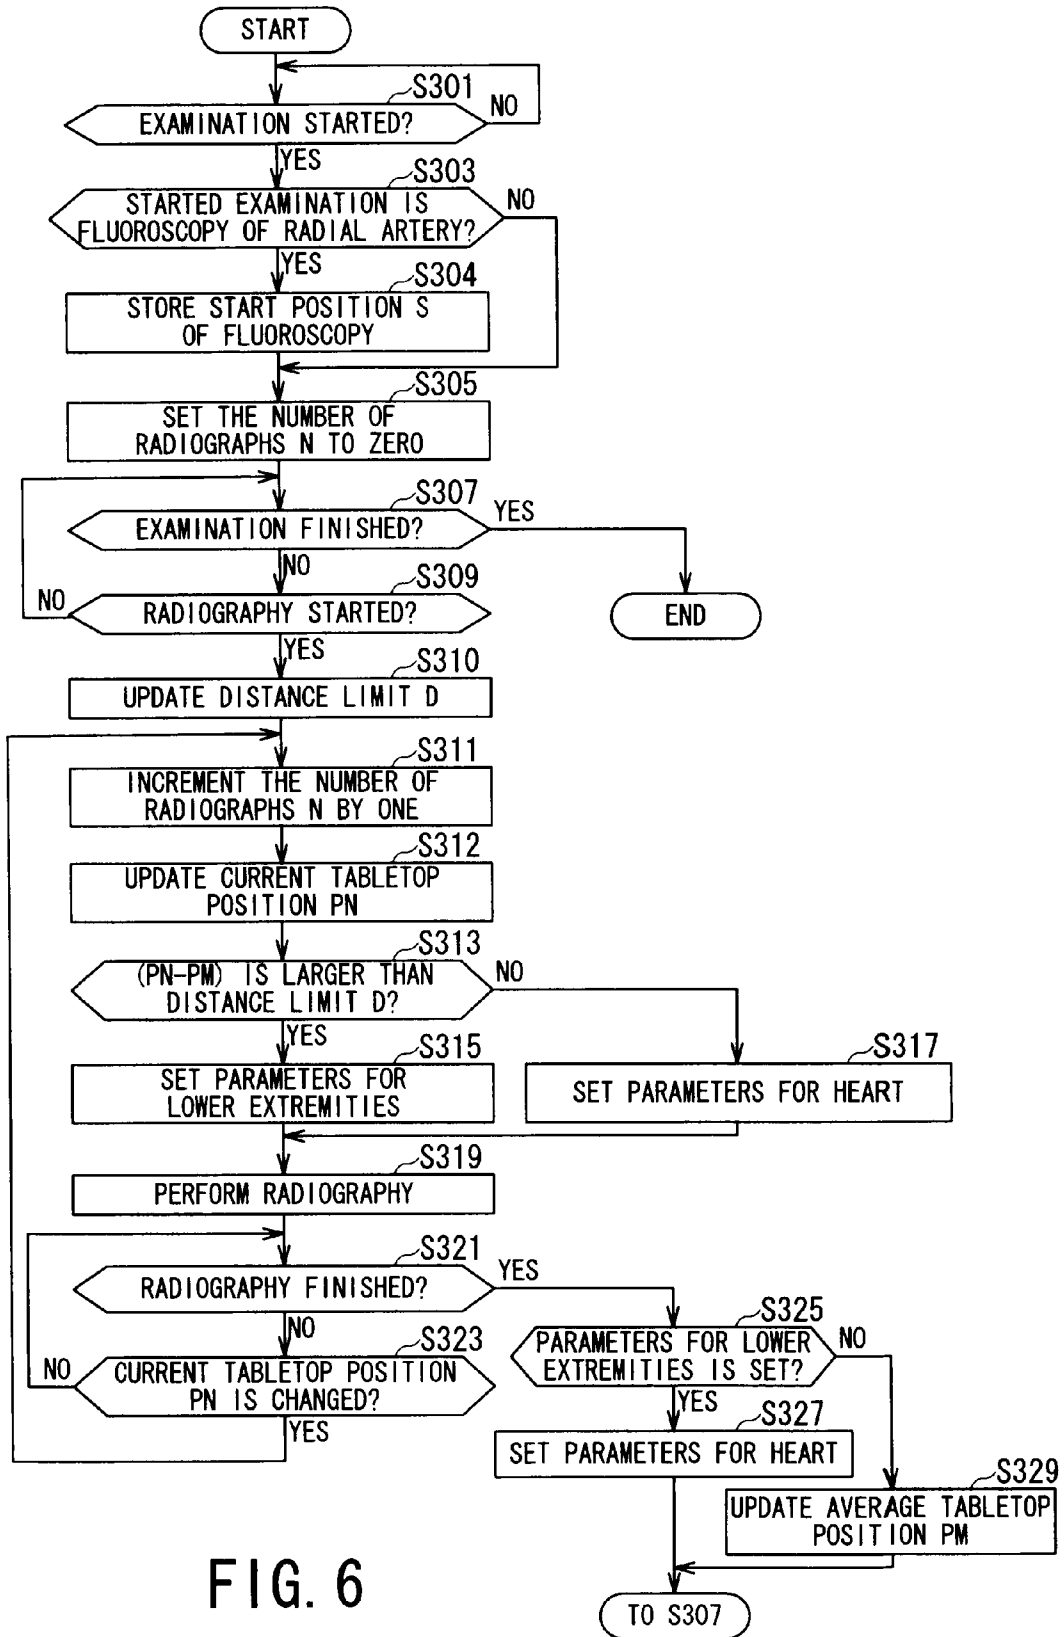 START
S301
EXAMINATION STARTED?
NO
YES
S303
STARTED EXAMINATION IS
FLUOROSCOPY OF RADIAL ARTERY?
NO
YES
S304
STORE START POSITION S
OF FLUOROSCOPY
S305
SET THE NUMBER OF
RADIOGRAPHS N TO ZERO
S307
EXAMINATION FINISHED?
YES
NO
S309
NO
RADIOGRAPHY STARTED?
END
YES
S310
UPDATE DISTANCE LIMIT D
S311
INCREMENT THE NUMBER OF
RADIOGRAPHS N BY ONE
S312
UPDATE CURRENT TABLETOP
POSITION PN
S313
(PN-PM) IS LARGER THAN
DISTANCE LIMIT D?
NO
YES
S315
SET PARAMETERS FOR
LOWER EXTREMITIES
S317
SET PARAMETERS FOR HEART
S319
PERFORM RADIOGRAPHY
S321
RADIOGRAPHY FINISHED?
YES
NO
S323
NO
CURRENT TABLETOP POSITION
PN IS CHANGED?
YES
S325
PARAMETERS FOR LOWER
EXTREMITIES IS SET?
NO
YES
S327
SET PARAMETERS FOR HEART
S329
UPDATE AVERAGE TABLETOP
POSITION PM
TO S307
FIG. 6